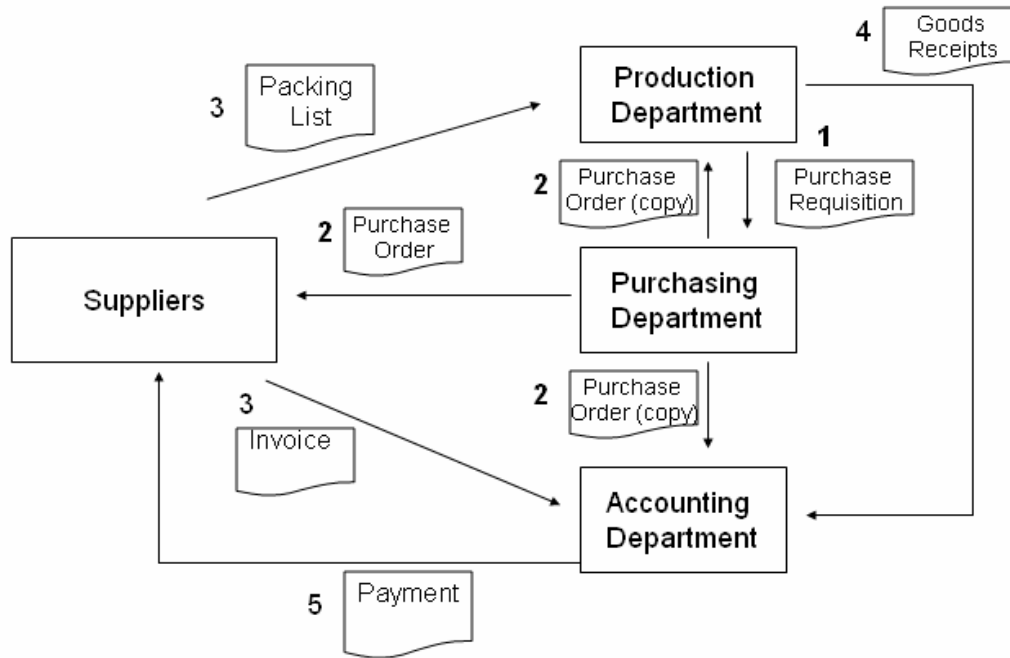 4
Goods
Receipts
3
Packing
List
Production
Department
1
2
Purchase
Order (copy)
Purchase
Requisition
2
Purchase
Order
Suppliers
Purchasing
Department
2
Purchase
Order (copy)
3
Invoice
Accounting
Department
5
Payment